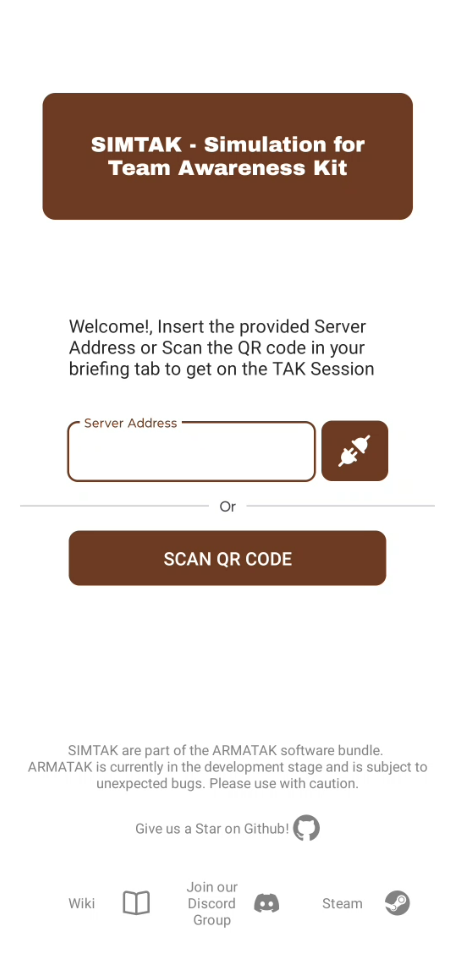 SIMTAK - Simulation for
Team Awareness Kit
Welcome!, Insert the provided Server
Address or Scan the QR code in your
briefing tab to get on the TAK Session
Server Address
Or
SCAN QR CODE
SIMTAK are part of the ARMATAK software bundle.
ARMATAK is currently in the development stage and is subject to
unexpected bugs. Please use with caution.
Give us a Star on Github!
Wiki
Join our
Discord
Group
Steam